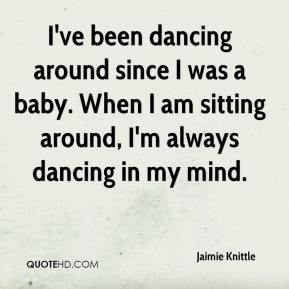 I've been dancing
around since I was a
baby. When I am sitting
around, I'm always
dancing in my mind.
Jaimie Knittle
QUOTEHD.COM